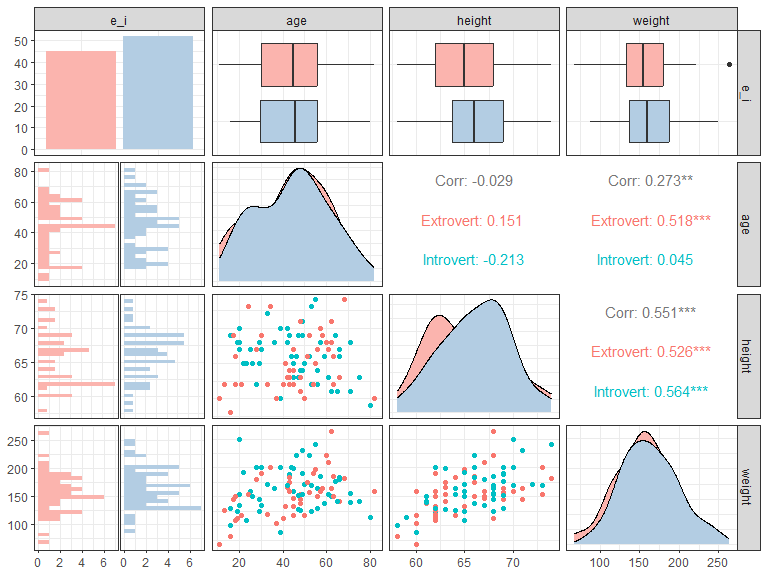 e_i age height weight
50
40
30
20
10
0
e_i
80
60
40
20
Corr: -0.029 Corr: 0.273**
Extrovert: 0.151 Extrovert: 0.518***
Introvert: -0.213 Introvert: 0.045
age
75
70
65
60
Corr: 0.551***
Extrovert: 0.526***
Introvert: 0.564***
height
250
200
150
100
weight
0 2 4 6 0 2 4 6 20 40 60 80 60 65 70 100 150 200 250